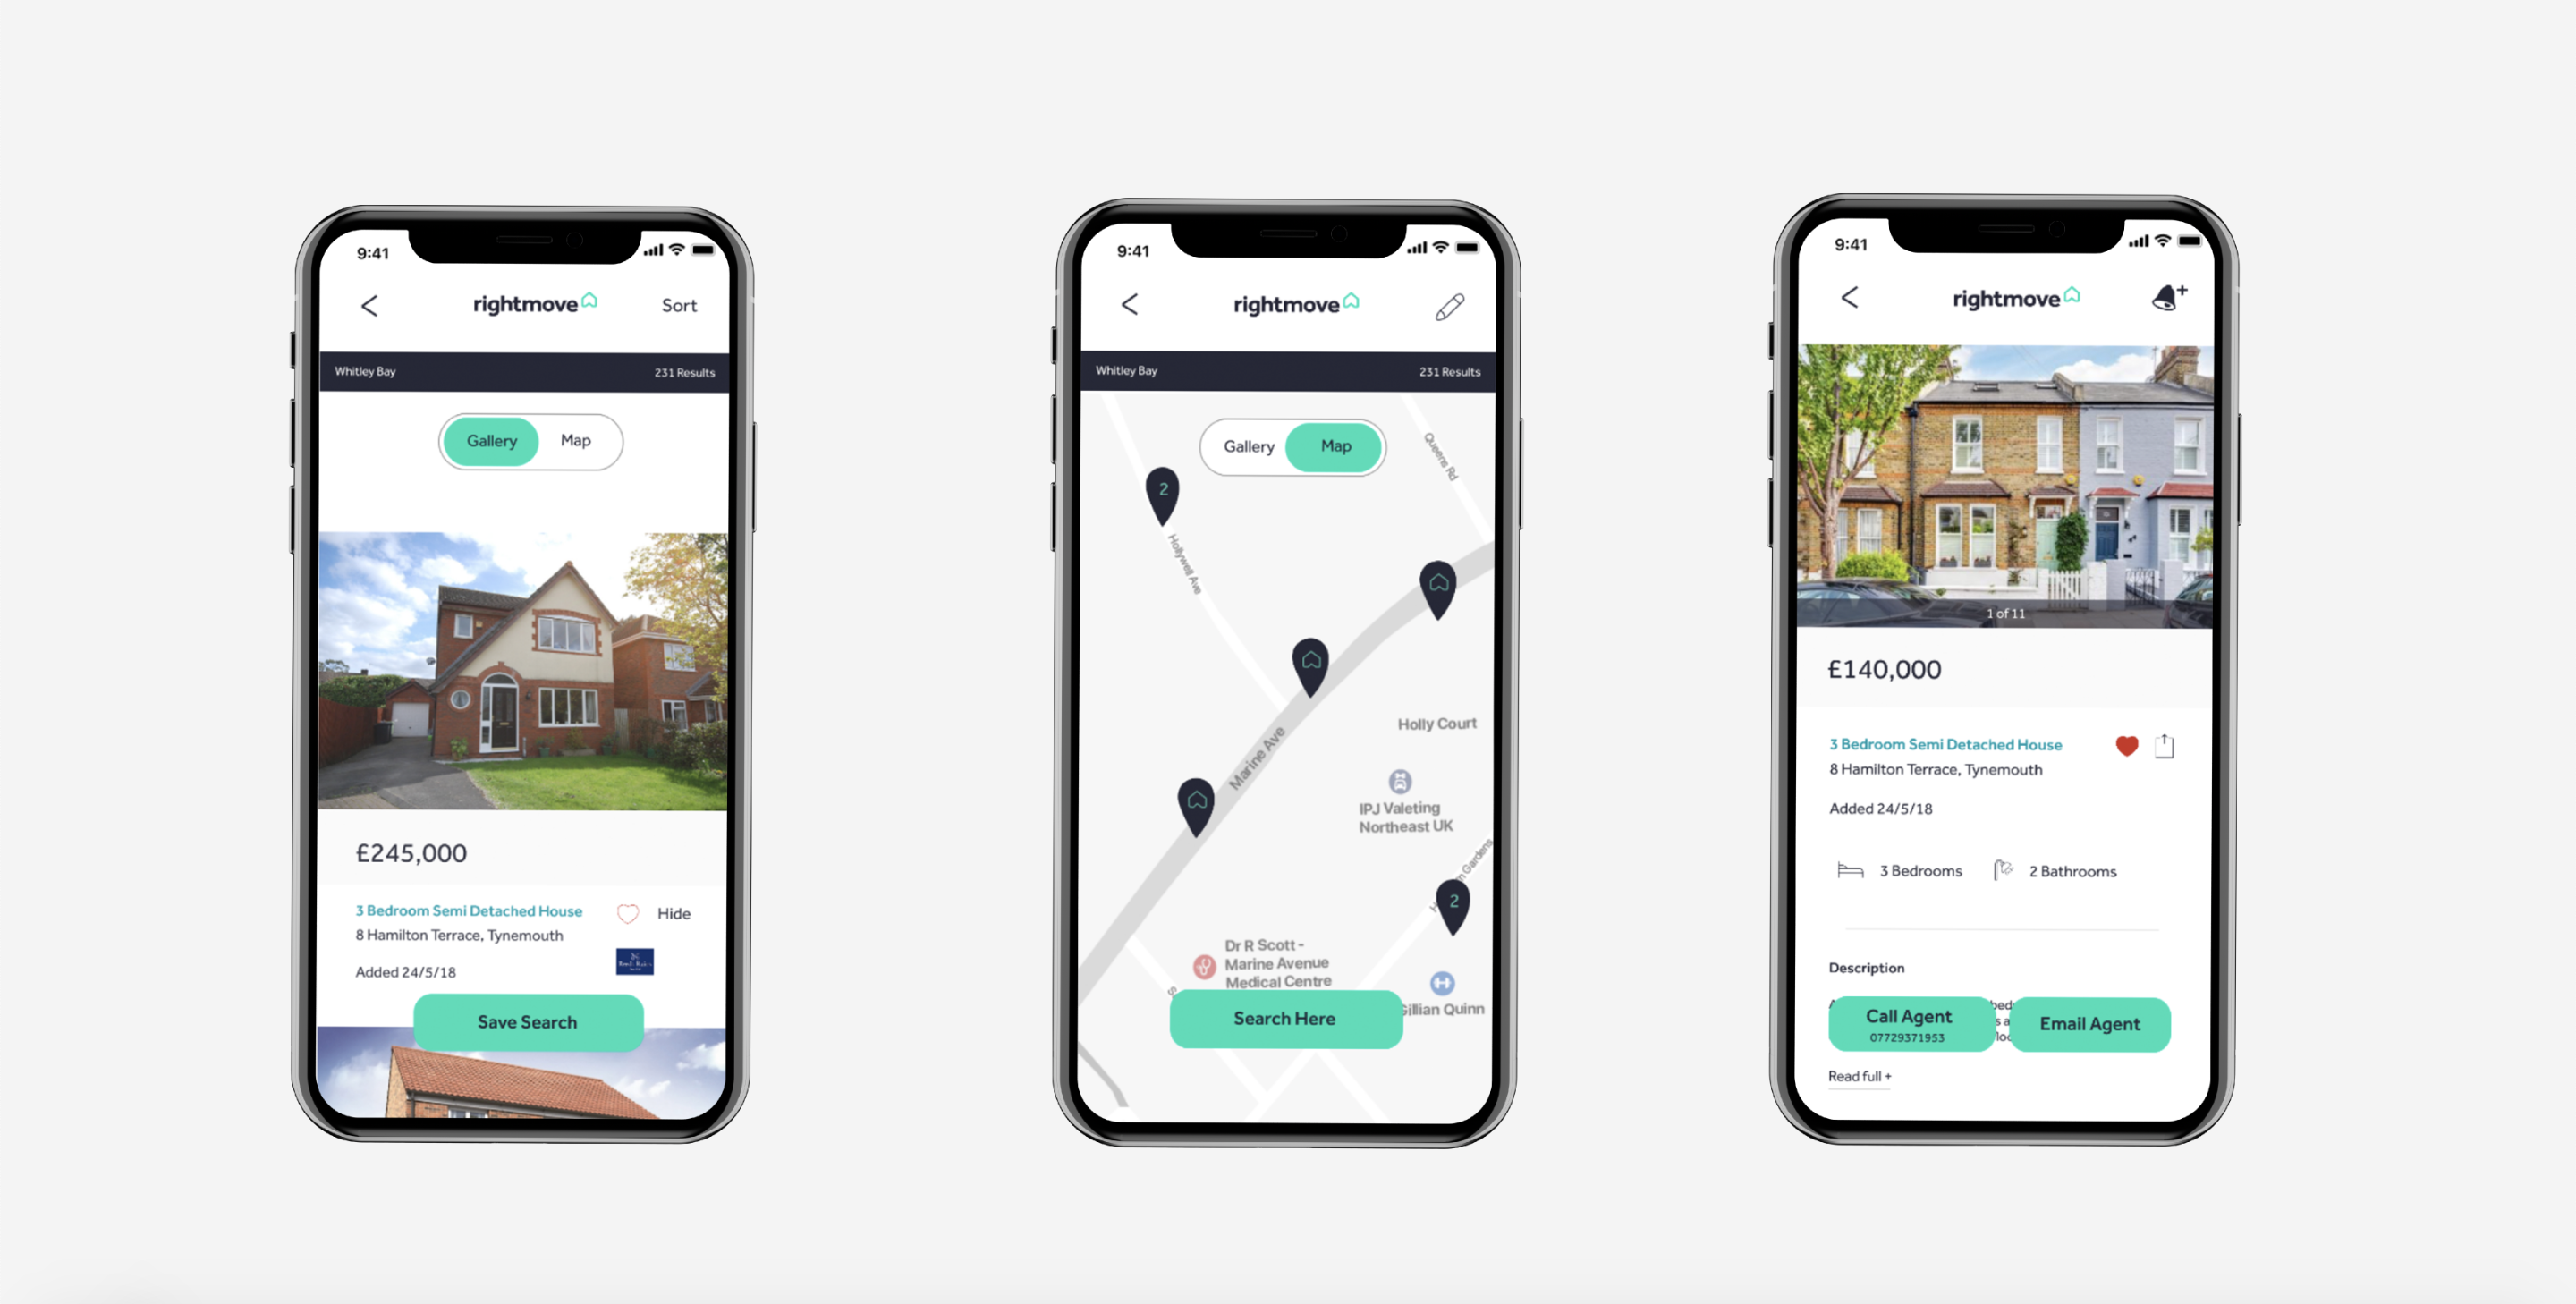 9:41
rightmove
Sort
Whitley Bay
231 Results
Gallery
Map
£245,000
3 Bedroom Semi Detached House
Hide
8 Hamilton Terrace, Tynemouth
Added 24/5/18
Save Search
9:41
rightmove
Whitley Bay
231 Results
Gallery
Map
Queens Rd
2
Hollywell Ave
Holly Court
Marine Ave
IPJ Valeting
Northeast UK
Gardens
2
Dr R Scott -
Marine Avenue
Medical Centre
Search Here
Gillian Quinn
9:41
rightmove
1 of 11
£140,000
3 Bedroom Semi Detached House
8 Hamilton Terrace, Tynemouth
Added 24/5/18
3 Bedrooms
2 Bathrooms
Description
Call Agent
07729371953
Email Agent
Read full +